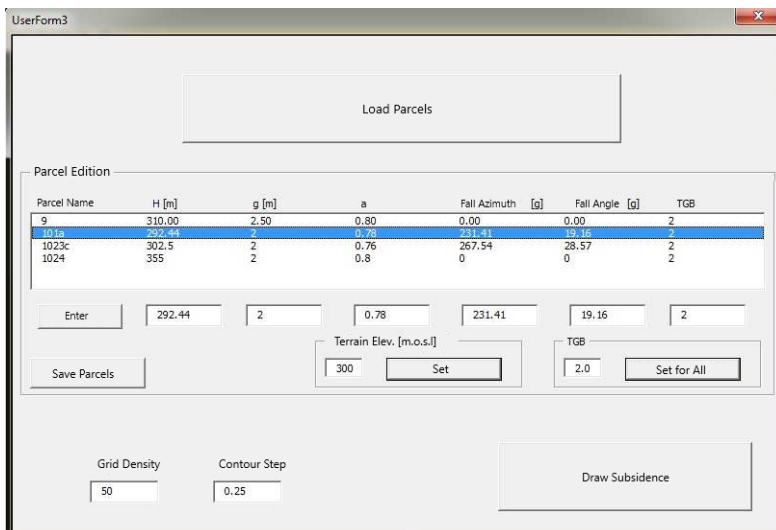 UserForm3
X
Load Parcels
Parcel Edition
Parcel Name H [m] g [m] a Fall Azimuth [g] Fall Angle [g] TGB
9 310.00 2.50 0.80 0.00 0.00 2
101a 292.44 2 0.78 231.41 19.16 2
1023c 302.5 2 0.76 267.54 28.57 2
1024 355 2 0.8 0 0 2
Enter 292.44 2 0.78 231.41 19.16 2
Terrain Elev. [m.o.s.l] TGB
Save Parcels 300 Set 2.0 Set for All
Grid Density Contour Step
50 0.25
Draw Subsidence